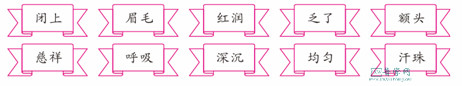 闭上 眉毛 红润 乏了 额头
慈祥 呼吸 深沉 均匀 汗珠